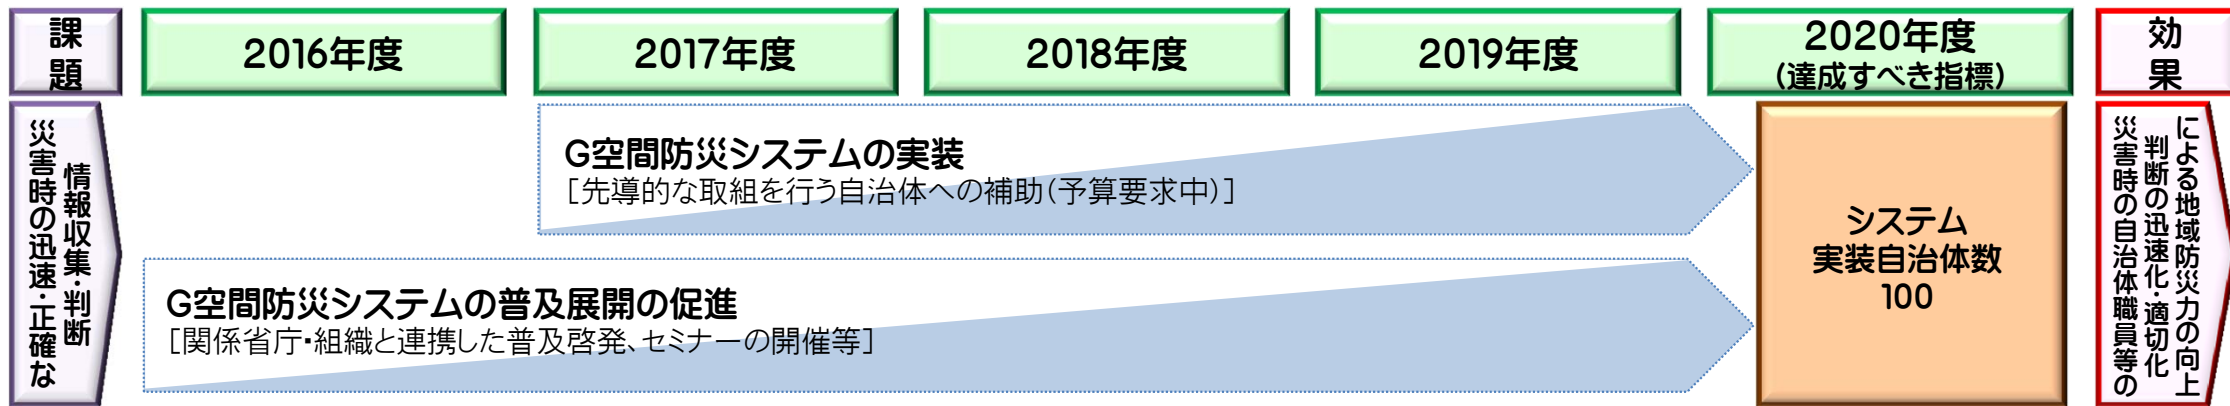 課
題
2016年度
2017年度
2018年度
2019年度
2020年度
(達成すべき指標)
効
果
災害時の迅速・正確な
情報収集・判断
G空間防災システムの実装
[先導的な取組を行う自治体への補助(予算要求中)]
G空間防災システムの普及展開の促進
[関係省庁・組織と連携した普及啓発、セミナーの開催等]
システム
実装自治体数
100
災害時の自治体職員等の
判断の迅速化・適切化
による地域防災力の向上